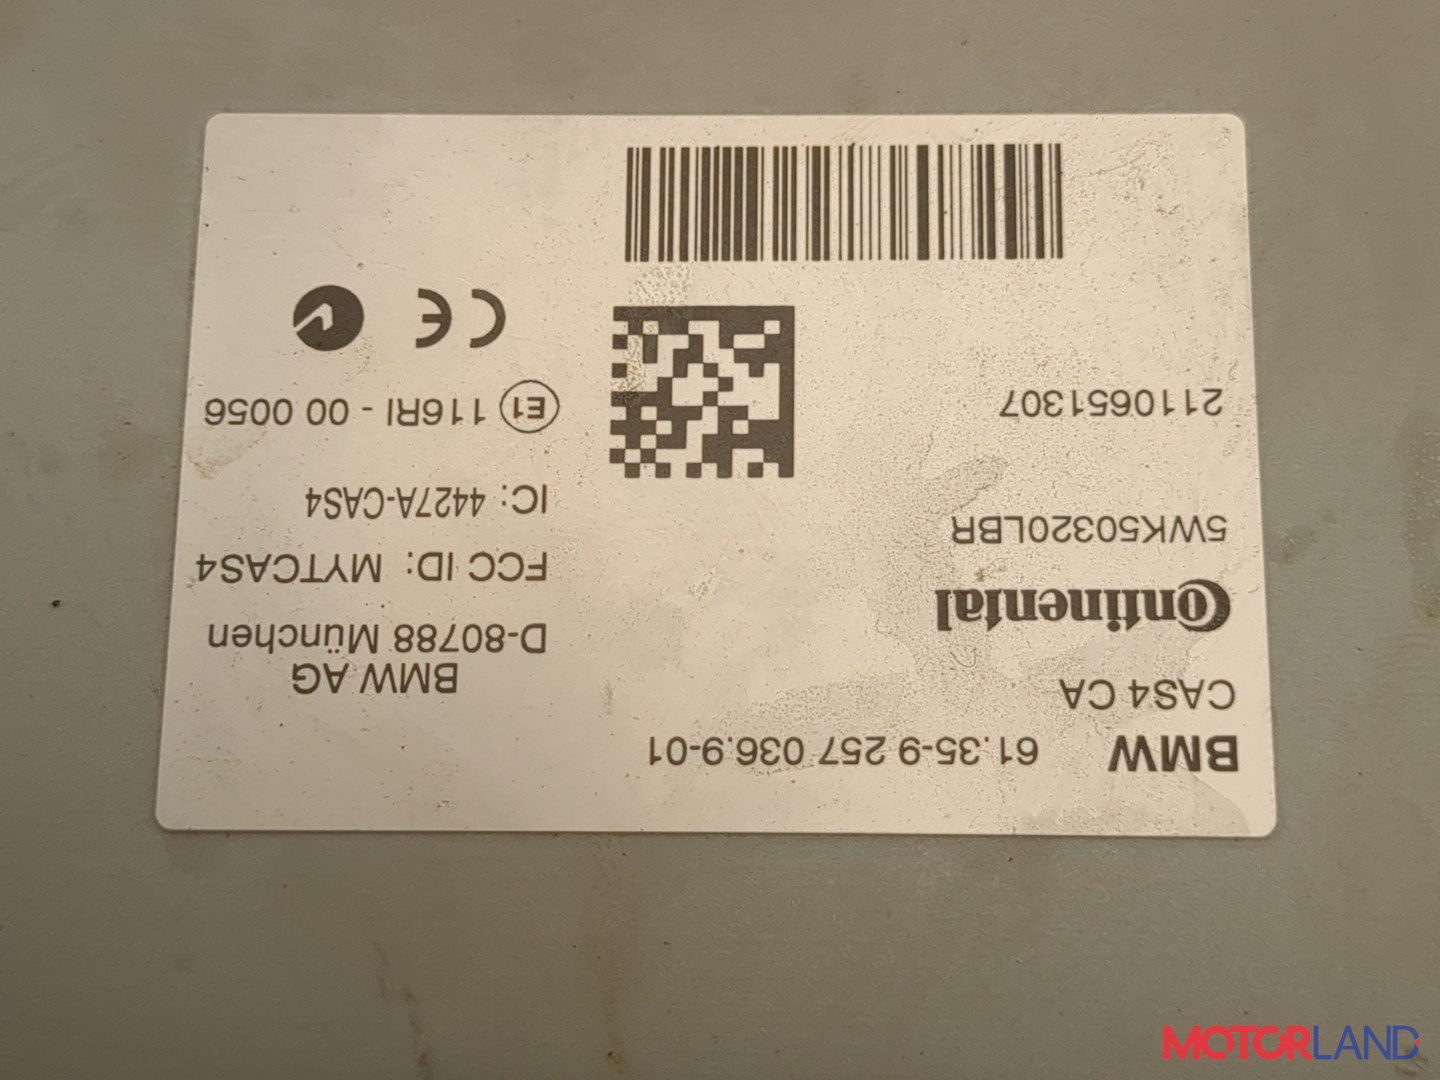 BMW 61.35-9 257 036.9-01
CAS4 CA
Continental
5WK50320LBR
2110651307
BMW AG
D-80788 München
FCC ID: MYTCAS4
IC: 4427A-CAS4
E1 116RI - 00 0056
CE
MOTORLAND